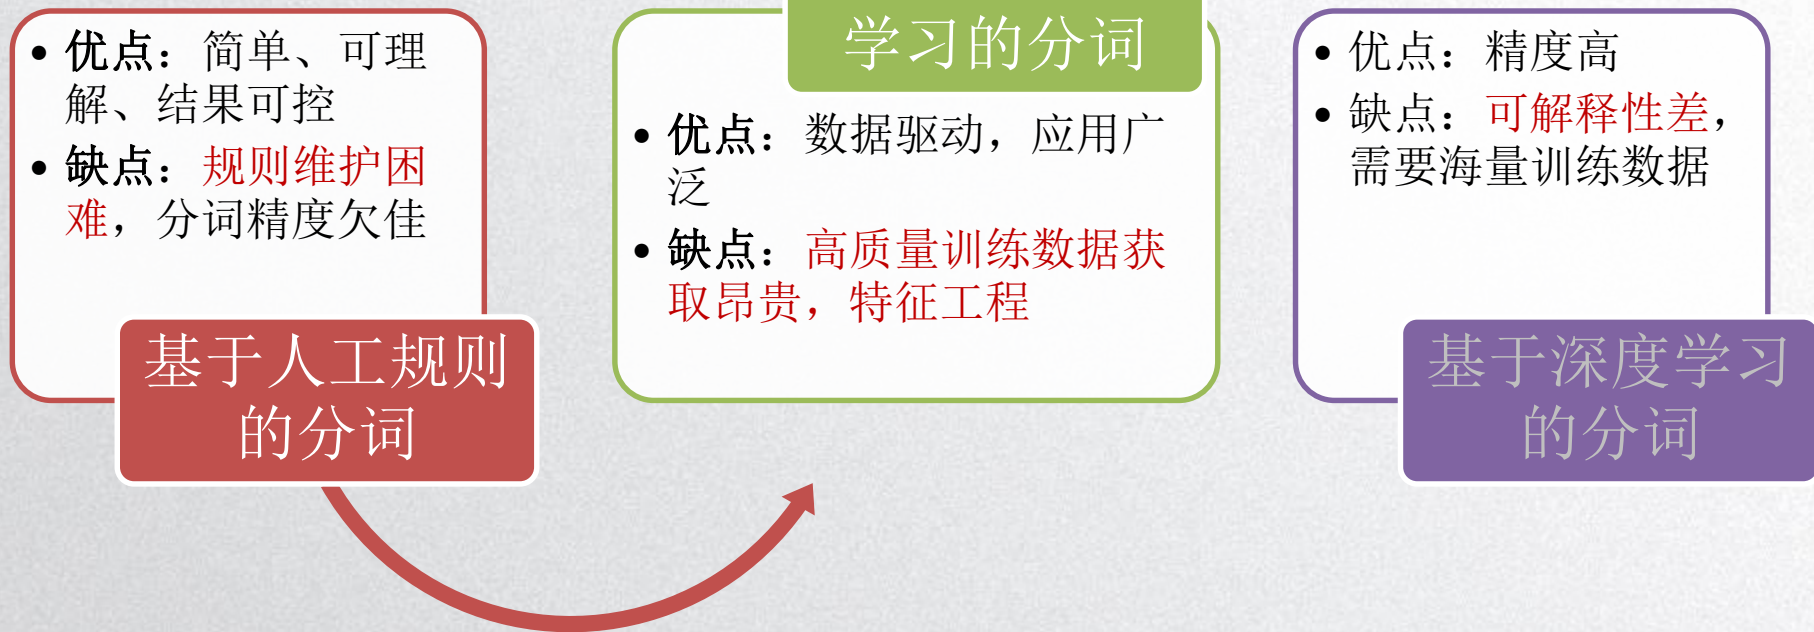 • 优点：简单、可理
解、结果可控
• 缺点：规则维护困
难，分词精度欠佳
基于人工规则
的分词
学习的分词
• 优点：数据驱动，应用广
泛
• 缺点：高质量训练数据获
取昂贵，特征工程
• 优点：精度高
• 缺点：可解释性差，
需要海量训练数据
基于深度学习
的分词